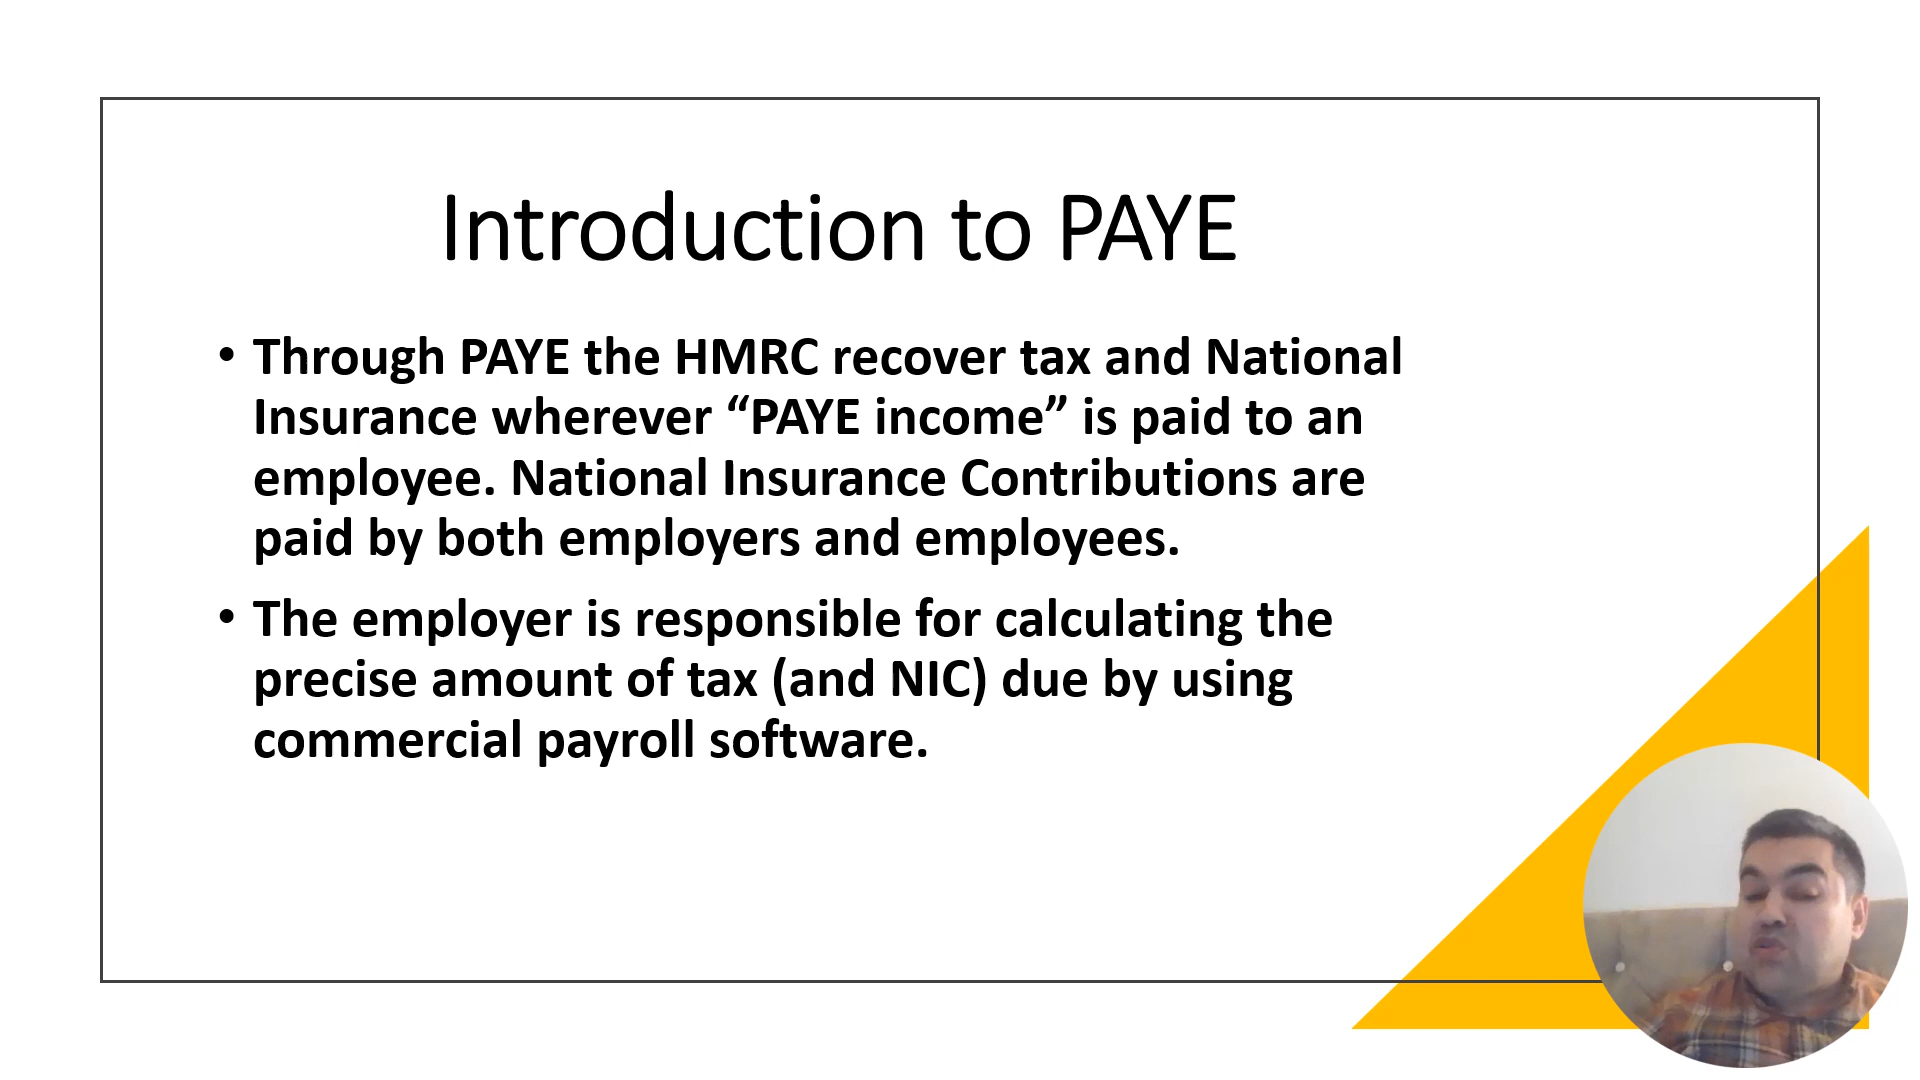 Introduction to PAYE
• Through PAYE the HMRC recover tax and National
Insurance wherever “PAYE income” is paid to an
employee. National Insurance Contributions are
paid by both employers and employees.
• The employer is responsible for calculating the
precise amount of tax (and NIC) due by using
commercial payroll software.